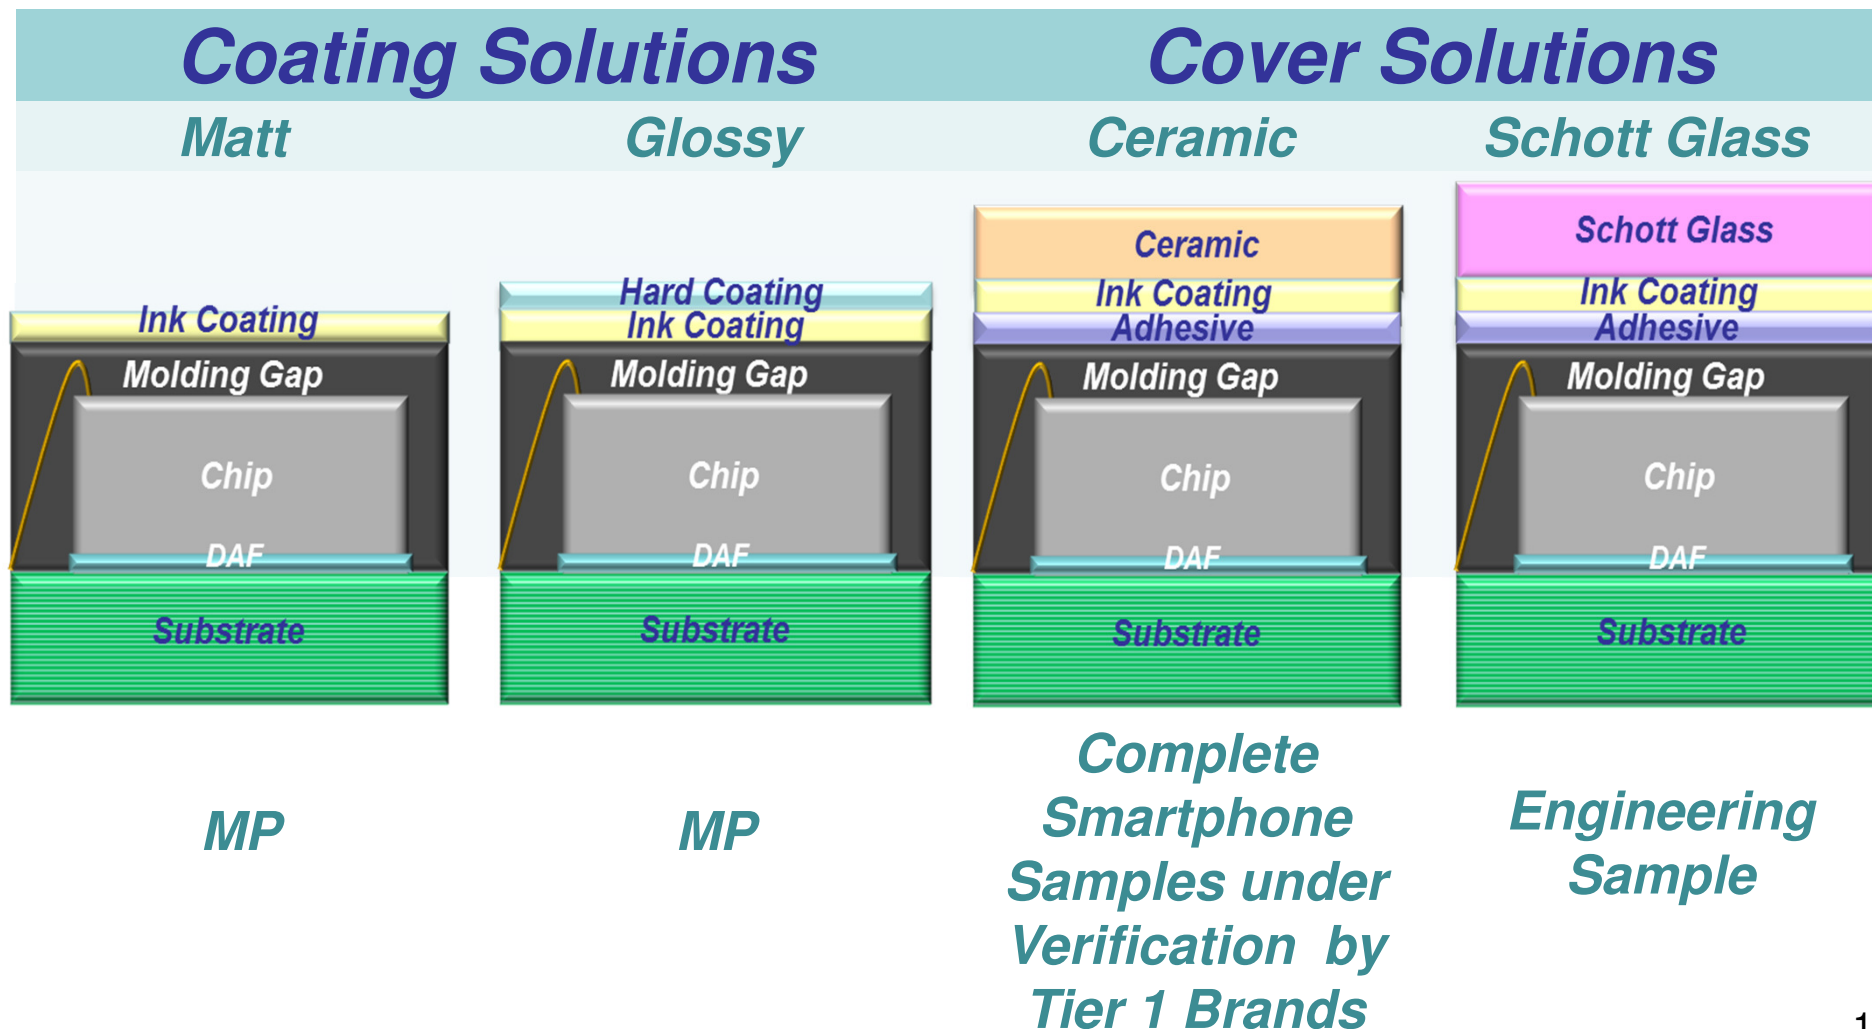 Coating Solutions
Cover Solutions
Matt
Glossy
Ceramic
Schott Glass
Ink Coating
Molding Gap
Chip
DAF
Substrate
Hard Coating
Ink Coating
Molding Gap
Chip
DAF
Substrate
Ceramic
Ink Coating
Adhesive
Molding Gap
Chip
DAF
Substrate
Schott Glass
Ink Coating
Adhesive
Molding Gap
Chip
DAF
Substrate
MP
MP
Complete
Smartphone
Samples under
Verification by
Tier 1 Brands
Engineering
Sample
1